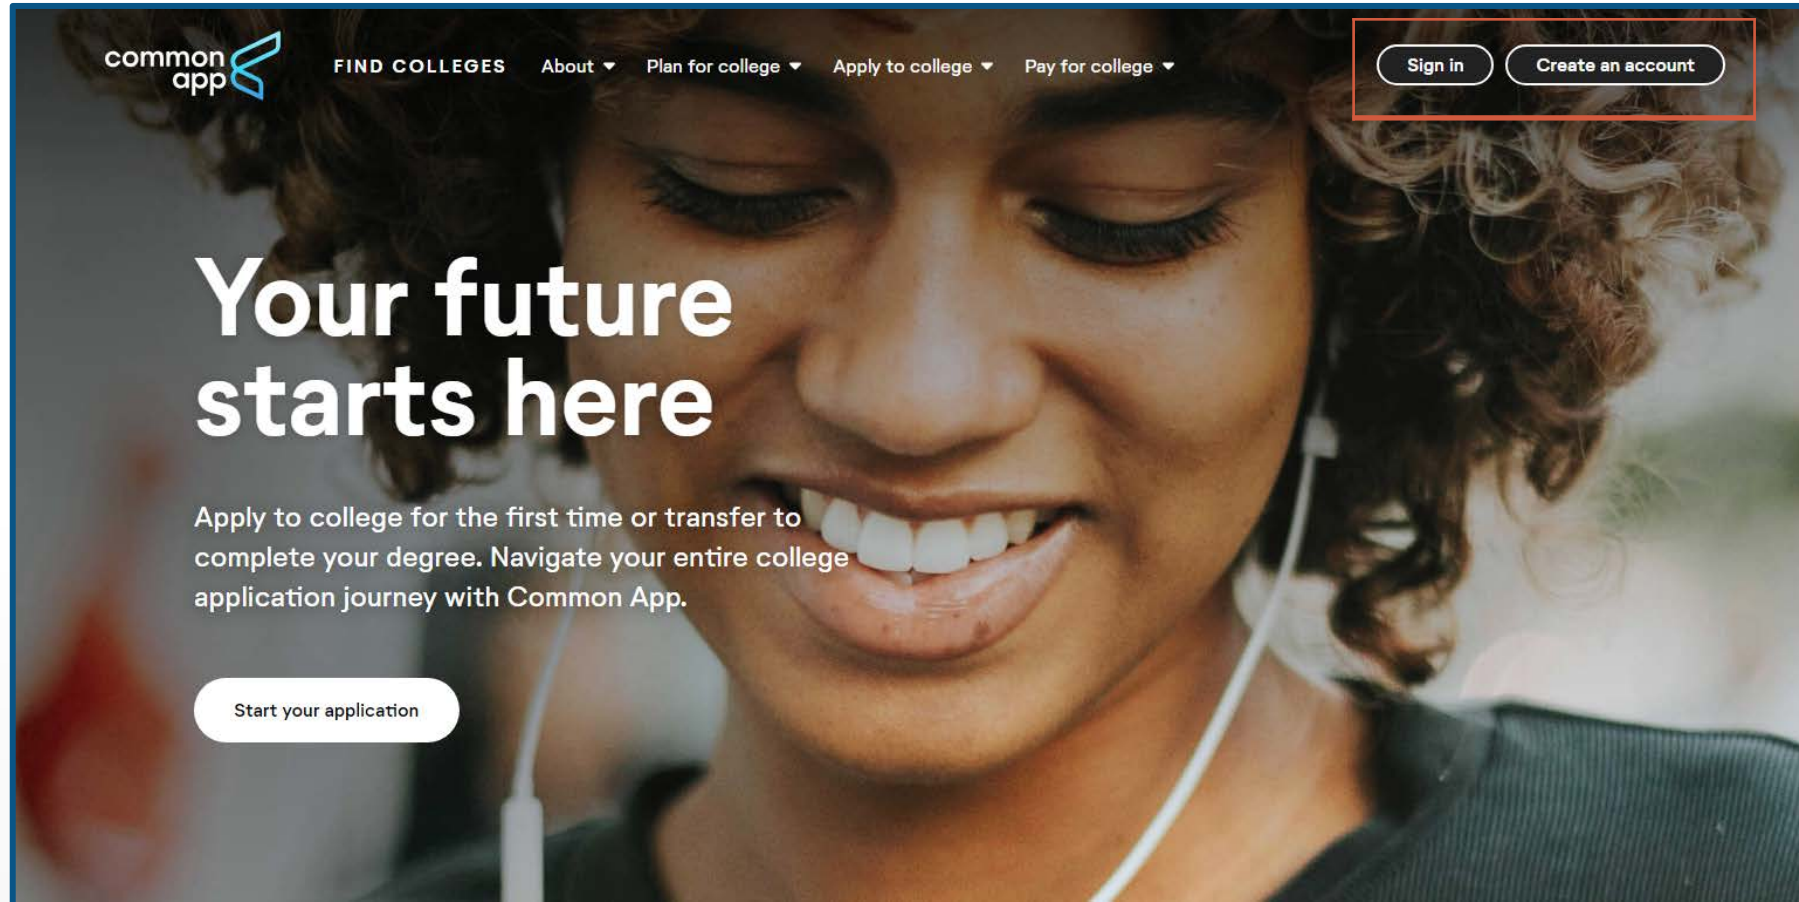 common
app
FIND COLLEGES About Plan for college Apply to college Pay for college Sign in Create an account
Your future
starts here
Apply to college for the first time or transfer to
complete your degree. Navigate your entire college
application journey with Common App.
Start your application